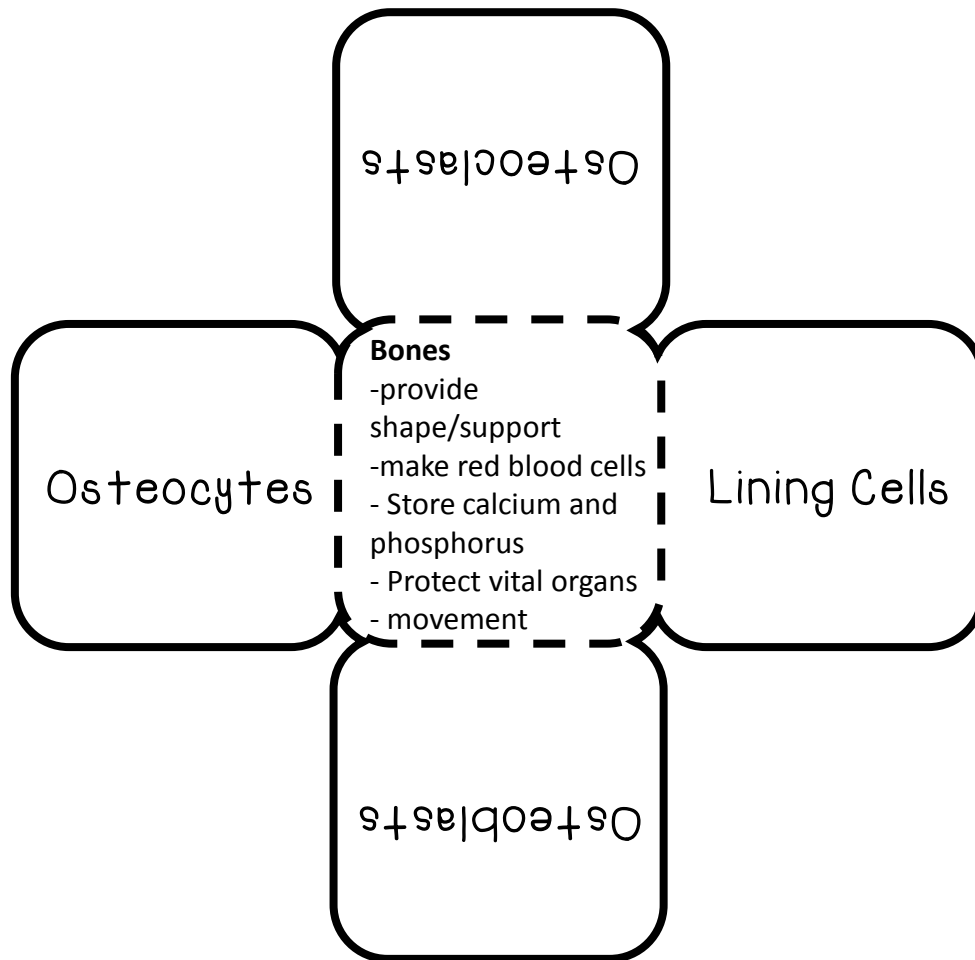 Osteoclasts
Bones
-provide
shape/support
-make red blood cells
- Store calcium and
phosphorus
- Protect vital organs
- movement
Osteocytes
Lining Cells
Osteoblasts